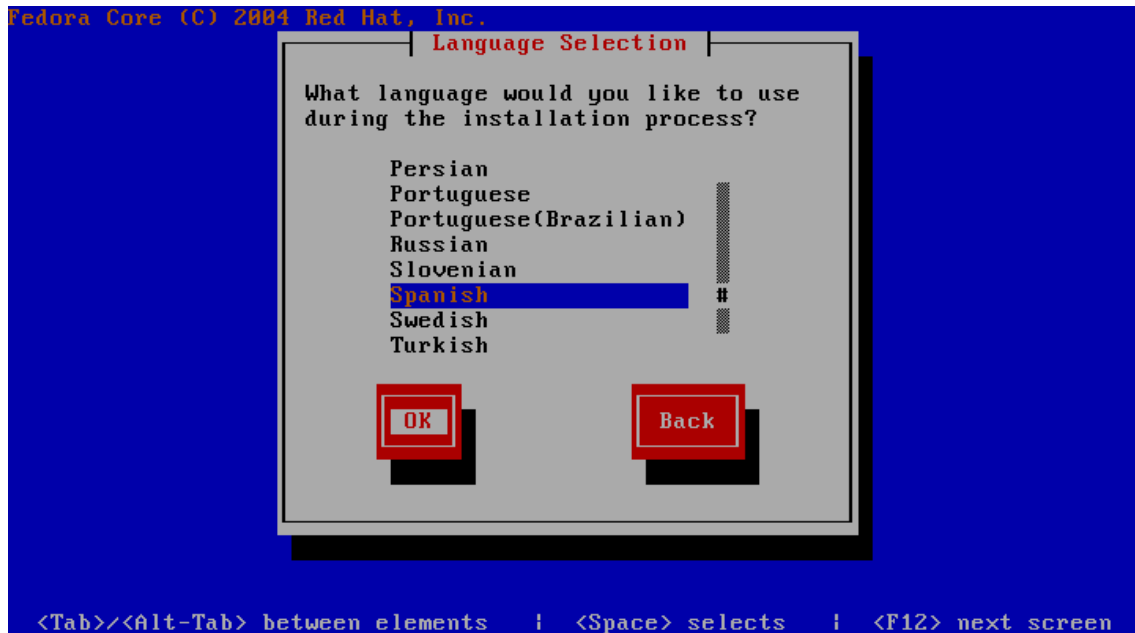 Fedora Core (C) 2004 Red Hat, Inc.
Language Selection
What language would you like to use
during the installation process?
Persian
Portuguese
Portuguese(Brazilian)
Russian
Slovenian
Spanish #
Swedish
Turkish
OK Back
<Tab>/<Alt-Tab> between elements | <Space> selects | <F12> next screen